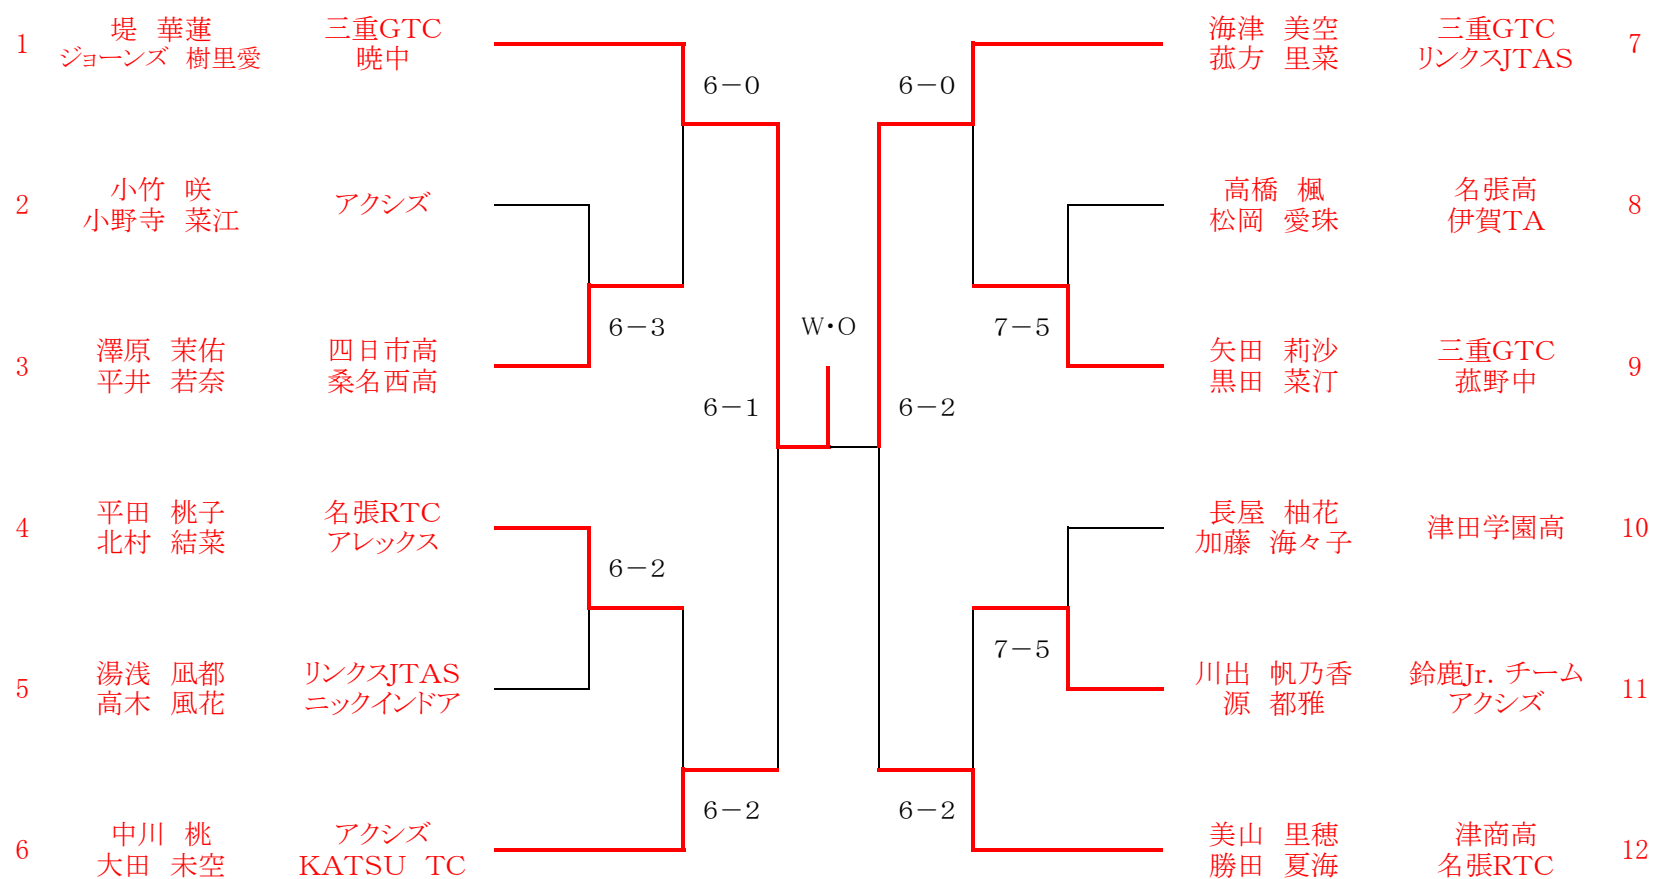 1 堤 華蓮 三重GTC
ジョーンズ 樹里愛 暁中
6-0
2 小竹 咲 アクシズ
小野寺 菜江
6-3
3 澤原 茉佑 四日市高
平井 若奈 桑名西高
6-1
4 平田 桃子 名張RTC
北村 結菜 アレックス
6-2
5 湯浅 凪都 リンクスJTAS
高木 風花 ニックインドア
6-2
6 中川 桃 アクシズ
大田 未空 KATSU TC
W・O
海津 美空 三重GTC 7
菰方 里菜 リンクスJTAS
6-0
高橋 楓 名張高 8
松岡 愛珠 伊賀TA
7-5
矢田 莉沙 三重GTC 9
黒田 菜汀 菰野中
6-2
長屋 柚花 津田学園高 10
加藤 海々子
7-5
川出 帆乃香 鈴鹿Jr.チーム 11
源 都雅 アクシズ
6-2
美山 里穂 津商高 12
勝田 夏海 名張RTC